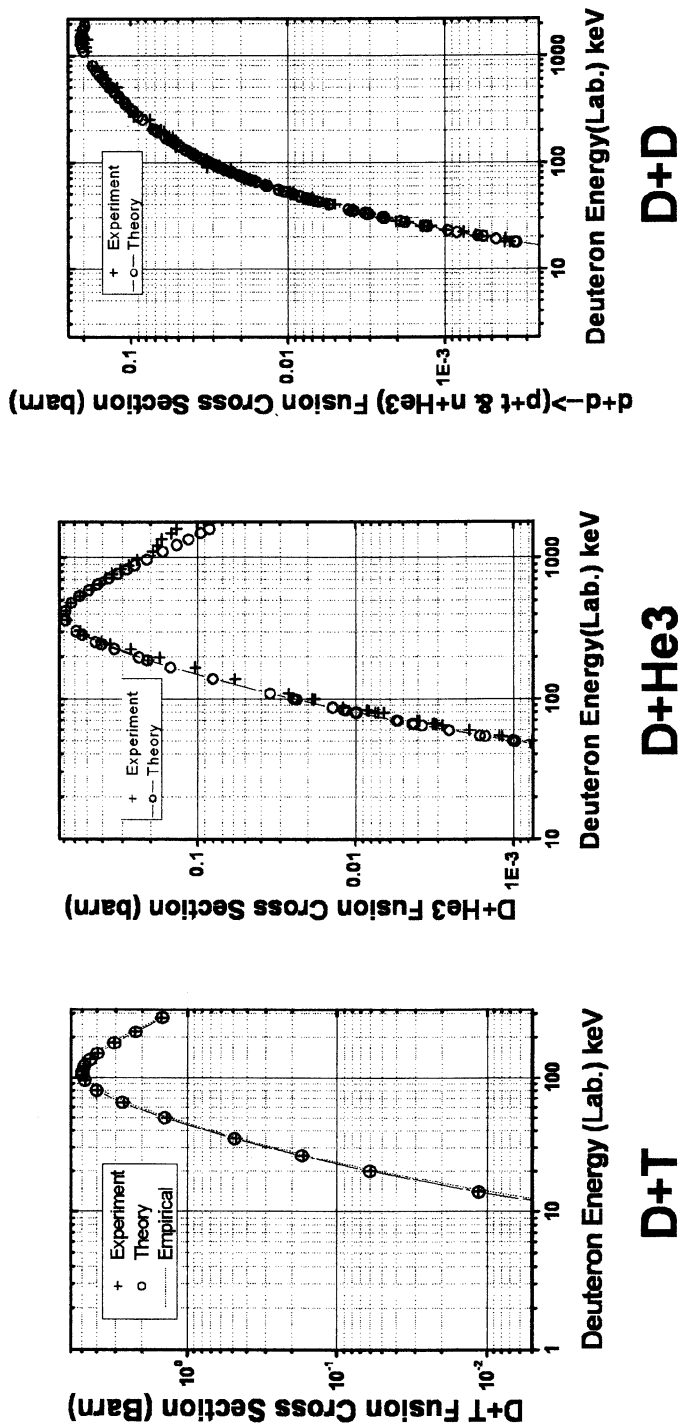 D+T Fusion Cross Section (Barn)
10⁰
10⁻¹
10⁻²
+ Experiment
o Theory
Empirical
1
10
100
Deuteron Energy (Lab.) keV
D+T
D+He3 Fusion Cross Section (barn)
0.1
0.01
1E-3
+ Experiment
—o— Theory
10
100
1000
Deuteron Energy(Lab.) keV
D+He3
d+d->(p+t & n+He3) Fusion Cross Section (barn)
0.1
0.01
1E-3
+ Experiment
—o— Theory
10
100
1000
Deuteron Energy(Lab.) keV
D+D